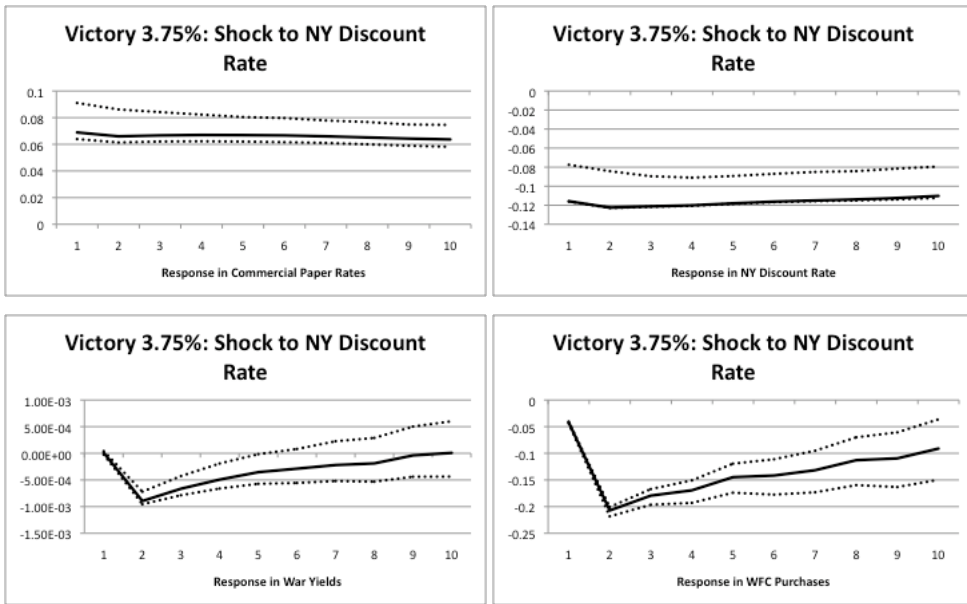 Victory 3.75%: Shock to NY Discount
Rate
0.1
0.08
0.06
0.04
0.02
0
1 2 3 4 5 6 7 8 9 10
Response in Commercial Paper Rates
Victory 3.75%: Shock to NY Discount
Rate
0
-0.02
-0.04
-0.06
-0.08
-0.1
-0.12
-0.14
1 2 3 4 5 6 7 8 9 10
Response in NY Discount Rate
Victory 3.75%: Shock to NY Discount
Rate
1.00E-03
5.00E-04
0.00E+00
-5.00E-04
-1.00E-03
-1.50E-03
1 2 3 4 5 6 7 8 9 10
Response in War Yields
Victory 3.75%: Shock to NY Discount
Rate
0
-0.05
-0.1
-0.15
-0.2
-0.25
1 2 3 4 5 6 7 8 9 10
Response in WFC Purchases